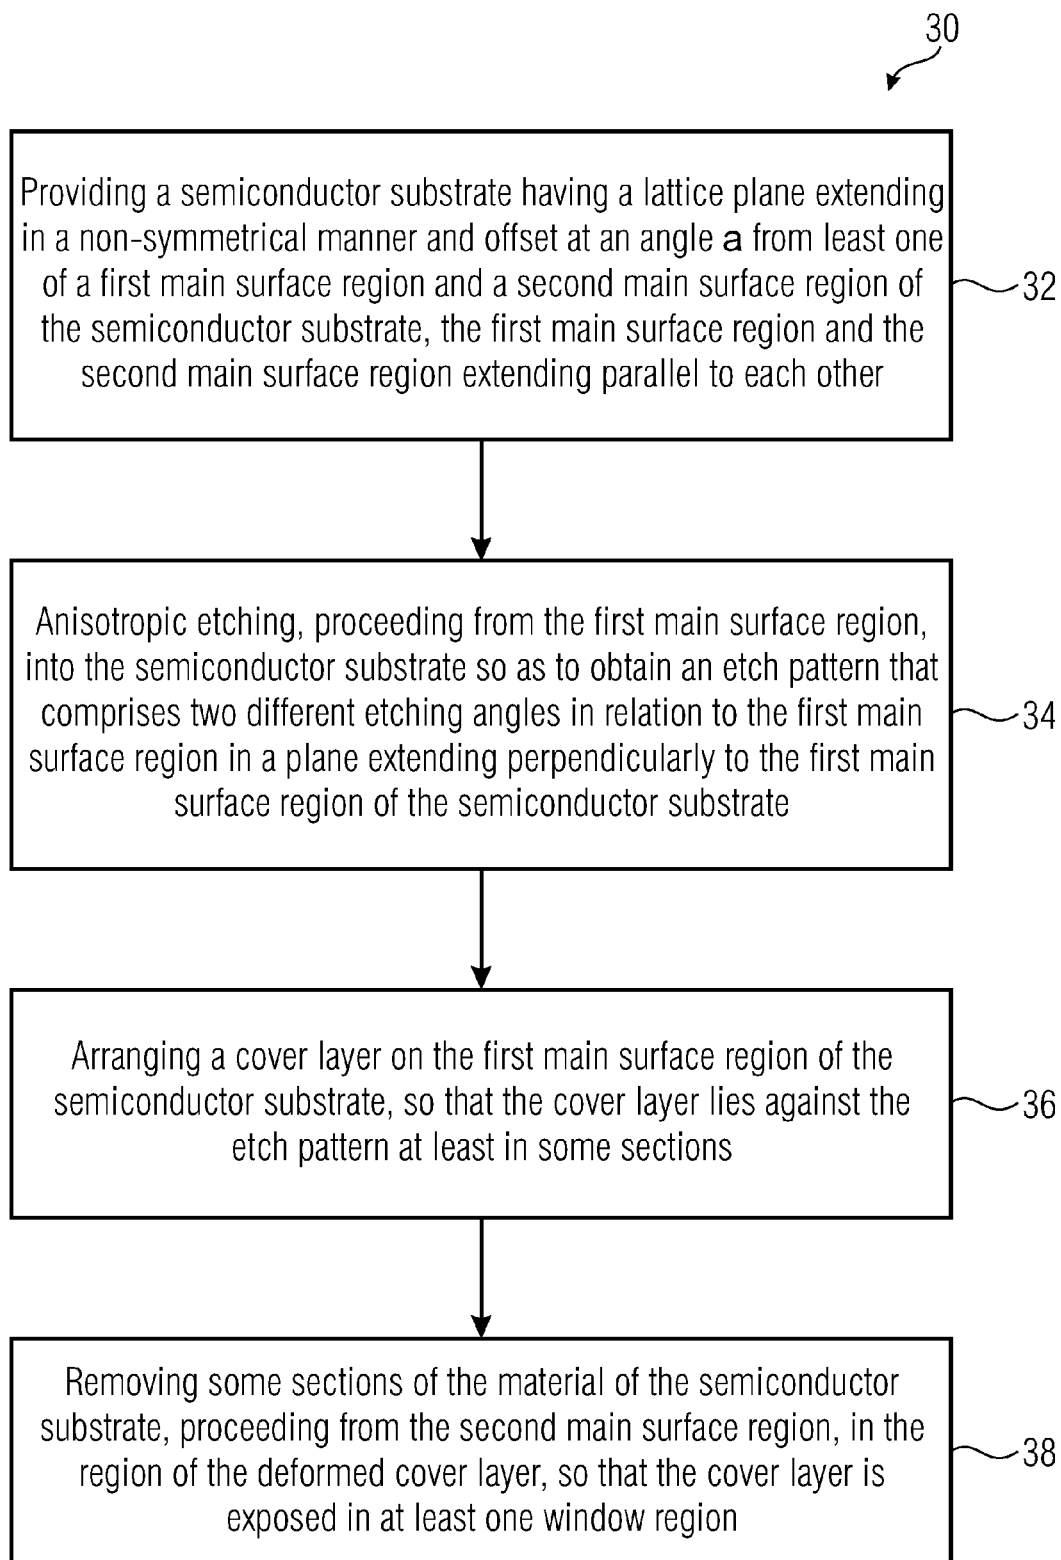 30
Providing a semiconductor substrate having a lattice plane extending
in a non-symmetrical manner and offset at an angle a from least one
of a first main surface region and a second main surface region of
the semiconductor substrate, the first main surface region and the
second main surface region extending parallel to each other
32
Anisotropic etching, proceeding from the first main surface region,
into the semiconductor substrate so as to obtain an etch pattern that
comprises two different etching angles in relation to the first main
surface region in a plane extending perpendicularly to the first main
surface region of the semiconductor substrate
34
Arranging a cover layer on the first main surface region of the
semiconductor substrate, so that the cover layer lies against the
etch pattern at least in some sections
36
Removing some sections of the material of the semiconductor
substrate, proceeding from the second main surface region, in the
region of the deformed cover layer, so that the cover layer is
exposed in at least one window region
38